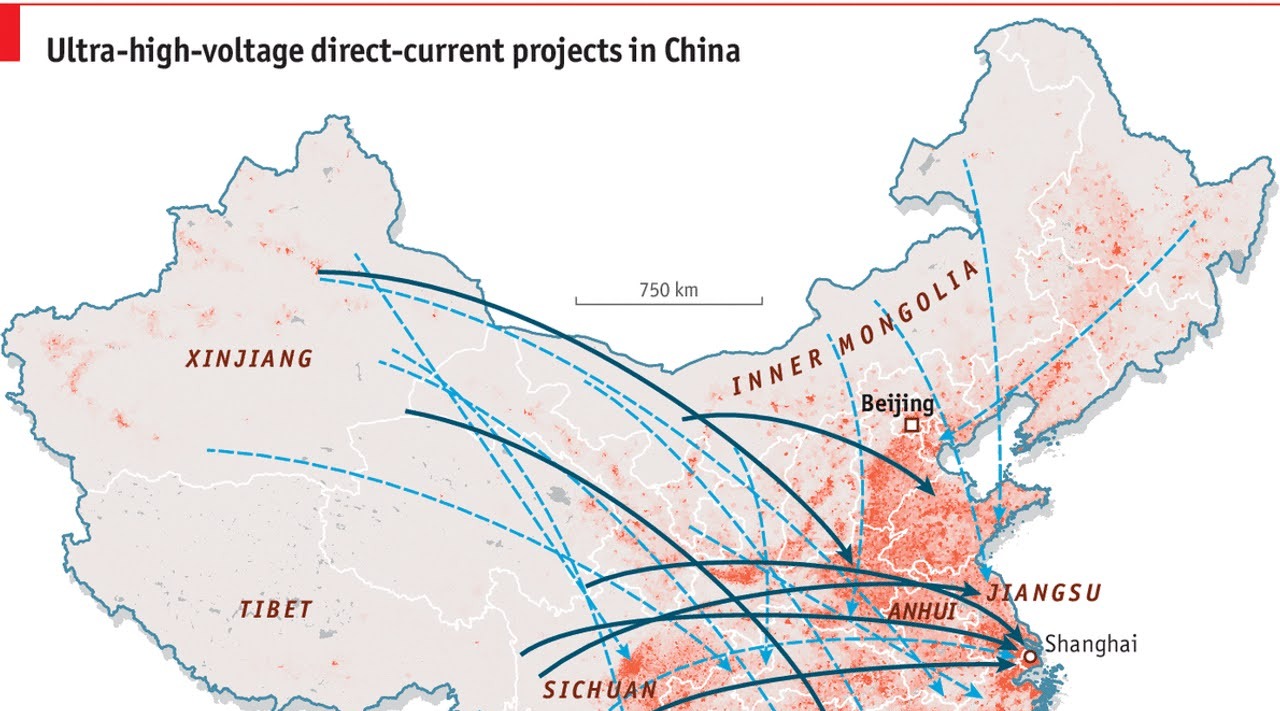 Ultra-high-voltage direct-current projects in China
750 km
INNER MONGOLIA
XINJIANG
Beijing
JIANGSU
TIBET
ANHUI
Shanghai
SICHUAN